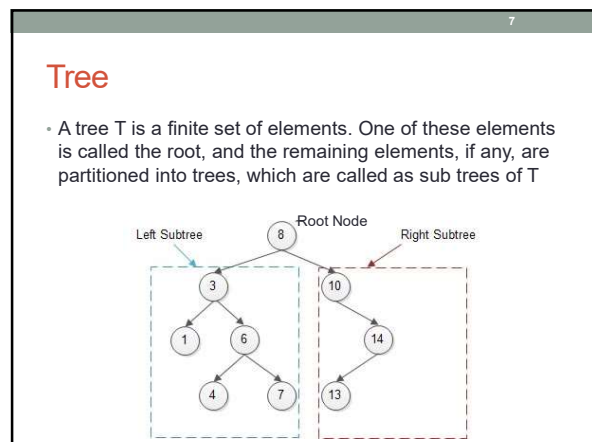 7
Tree
• A tree T is a finite set of elements. One of these elements
is called the root, and the remaining elements, if any, are
partitioned into trees, which are called as sub trees of T
Root Node
Left Subtree
8
Right Subtree
3
10
1
6
14
4
7
13